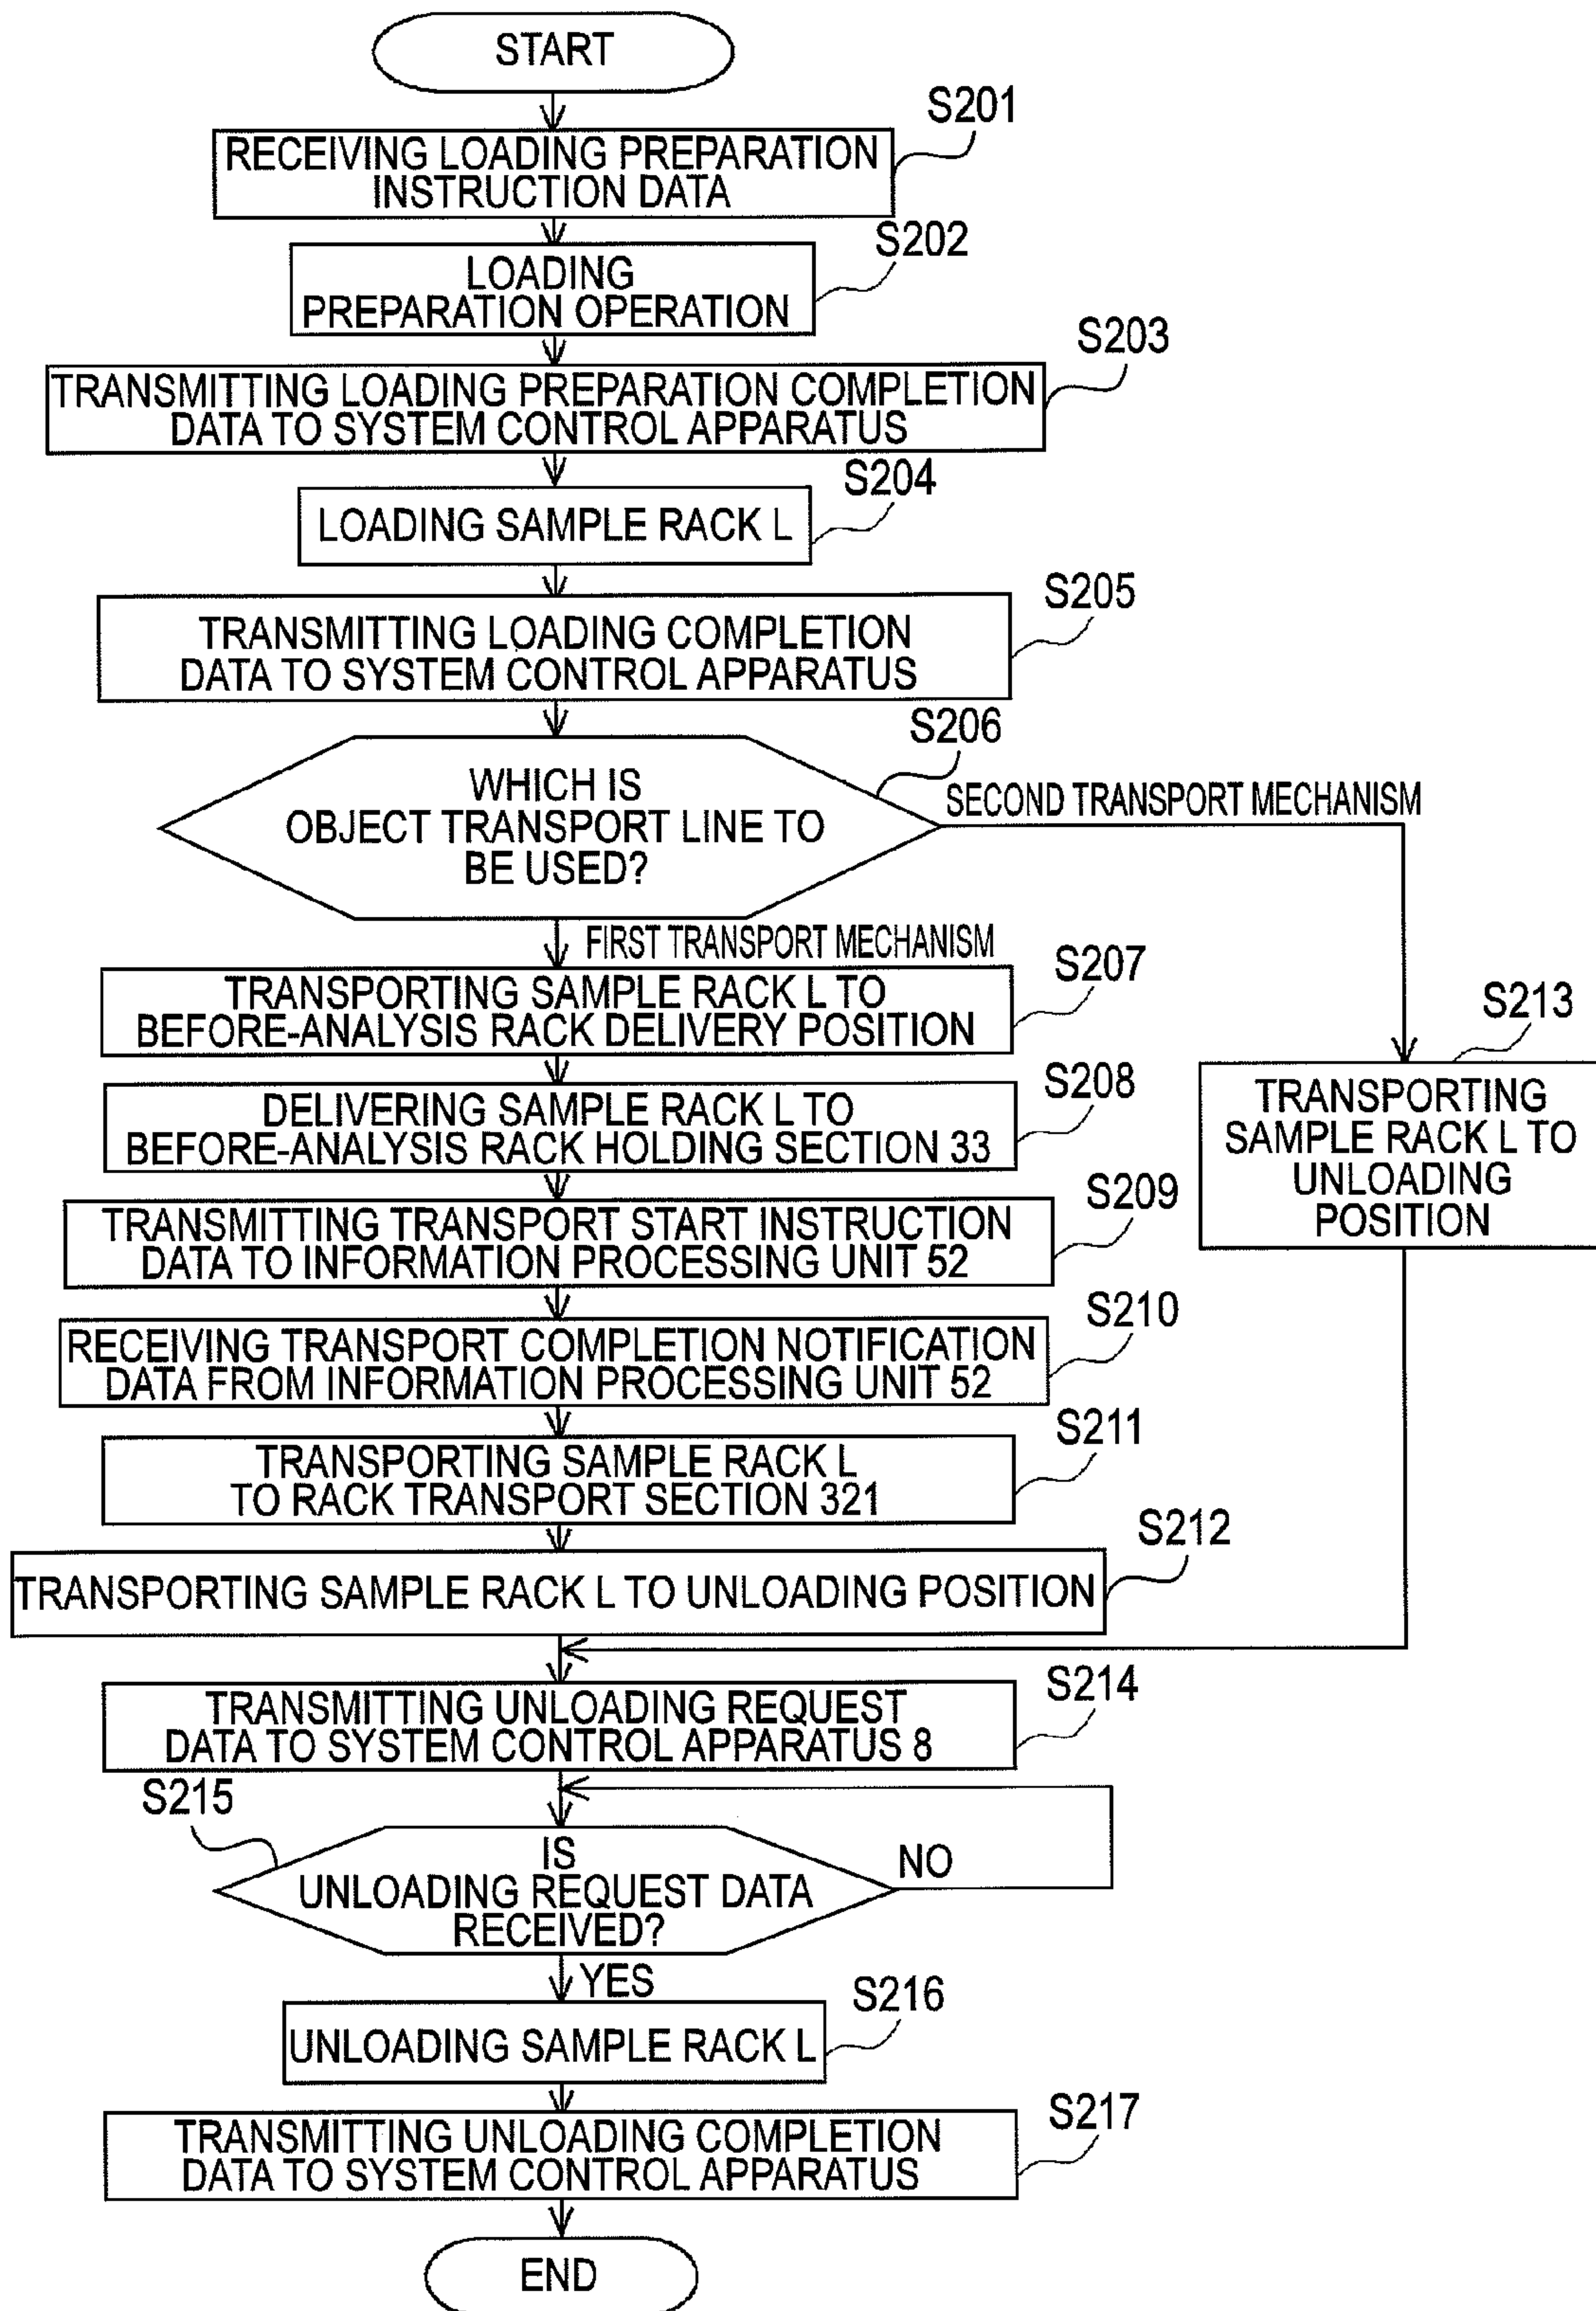 START
S201
RECEIVING LOADING PREPARATION
INSTRUCTION DATA
S202
LOADING
PREPARATION OPERATION
S203
TRANSMITTING LOADING PREPARATION COMPLETION
DATA TO SYSTEM CONTROL APPARATUS
S204
LOADING SAMPLE RACK L
S205
TRANSMITTING LOADING COMPLETION
DATA TO SYSTEM CONTROL APPARATUS
S206
WHICH IS
OBJECT TRANSPORT LINE TO
BE USED?
SECOND TRANSPORT MECHANISM
FIRST TRANSPORT MECHANISM
S207
TRANSPORTING SAMPLE RACK L TO
BEFORE-ANALYSIS RACK DELIVERY POSITION
S213
TRANSPORTING
SAMPLE RACK L TO
UNLOADING
POSITION
S208
DELIVERING SAMPLE RACK L TO
BEFORE-ANALYSIS RACK HOLDING SECTION 33
S209
TRANSMITTING TRANSPORT START INSTRUCTION
DATA TO INFORMATION PROCESSING UNIT 52
S210
RECEIVING TRANSPORT COMPLETION NOTIFICATION
DATA FROM INFORMATION PROCESSING UNIT 52
S211
TRANSPORTING SAMPLE RACK L
TO RACK TRANSPORT SECTION 321
S212
TRANSPORTING SAMPLE RACK L TO UNLOADING POSITION
S214
TRANSMITTING UNLOADING REQUEST
DATA TO SYSTEM CONTROL APPARATUS 8
S215
IS
UNLOADING REQUEST DATA
RECEIVED?
NO
YES
S216
UNLOADING SAMPLE RACK L
S217
TRANSMITTING UNLOADING COMPLETION
DATA TO SYSTEM CONTROL APPARATUS
END